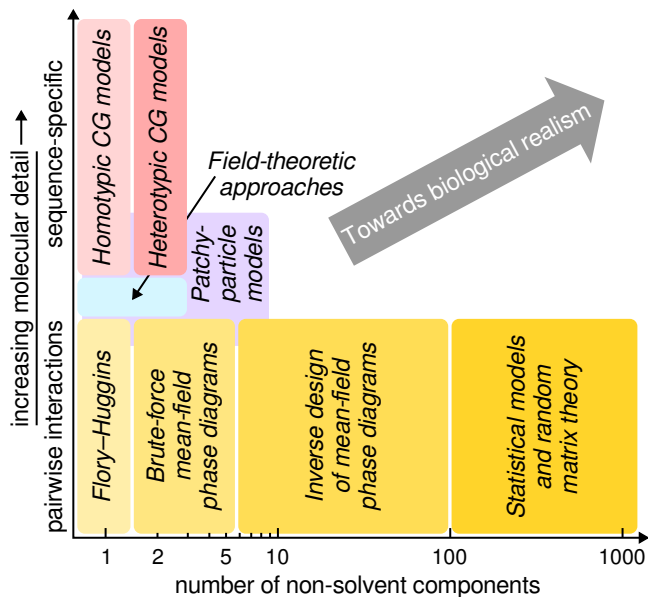 increasing molecular detail →
sequence-specific
pairwise interactions
Homotypic CG models
Heterotypic CG models
Field-theoretic
approaches
Patchy-
particle
models
Towards biological realism
Flory–Huggins
Brute-force
mean-field
phase diagrams
Inverse design
of mean-field
phase diagrams
Statistical models
and random
matrix theory
1
2
5
10
100
1000
number of non-solvent components